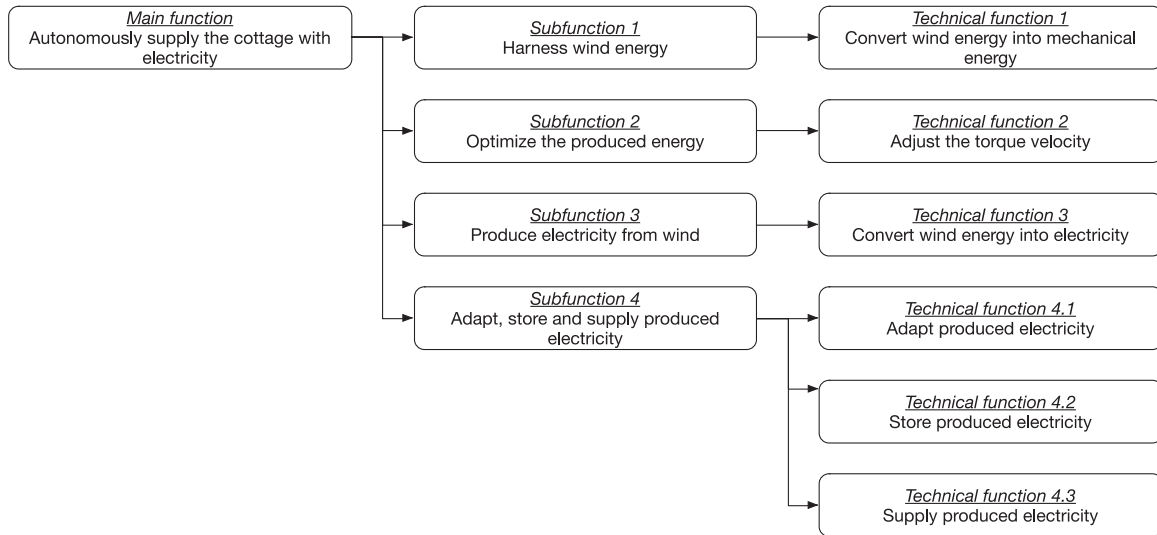 Main function
Autonomously supply the cottage with
electricity
Subfunction 1
Harness wind energy
Technical function 1
Convert wind energy into mechanical
energy
Subfunction 2
Optimize the produced energy
Technical function 2
Adjust the torque velocity
Subfunction 3
Produce electricity from wind
Technical function 3
Convert wind energy into electricity
Subfunction 4
Adapt, store and supply produced
electricity
Technical function 4.1
Adapt produced electricity
Technical function 4.2
Store produced electricity
Technical function 4.3
Supply produced electricity